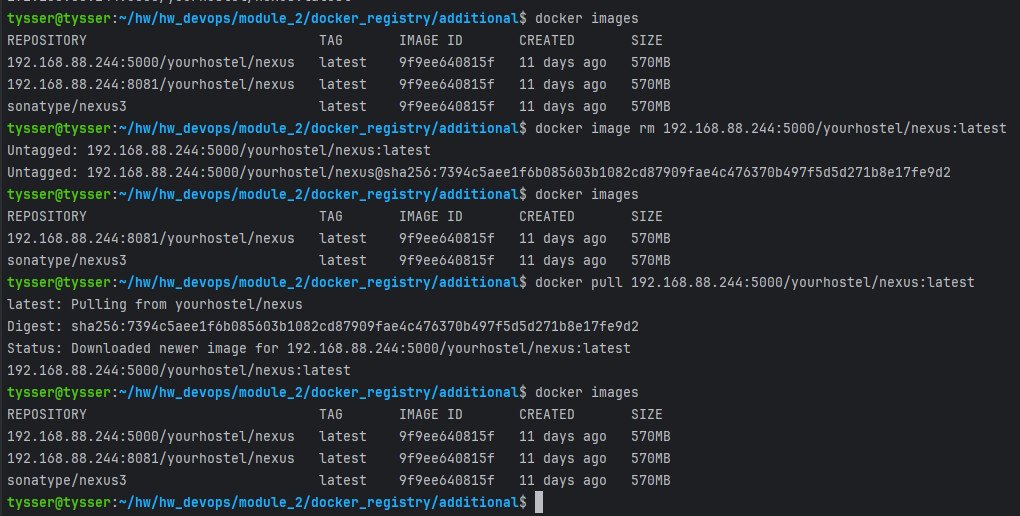 tysser@tysser:~/hw/hw_devops/module_2/docker_registry/additional$ docker images
REPOSITORY TAG IMAGE ID CREATED SIZE
192.168.88.244:5000/yourhostel/nexus latest 9f9ee640815f 11 days ago 570MB
192.168.88.244:8081/yourhostel/nexus latest 9f9ee640815f 11 days ago 570MB
sonatype/nexus3 latest 9f9ee640815f 11 days ago 570MB
tysser@tysser:~/hw/hw_devops/module_2/docker_registry/additional$ docker image rm 192.168.88.244:5000/yourhostel/nexus:latest
Untagged: 192.168.88.244:5000/yourhostel/nexus:latest
Untagged: 192.168.88.244:5000/yourhostel/nexus@sha256:7394c5aee1f6b085603b1082cd87909fae4c476370b497f5d5d271b8e17fe9d2
tysser@tysser:~/hw/hw_devops/module_2/docker_registry/additional$ docker images
REPOSITORY TAG IMAGE ID CREATED SIZE
192.168.88.244:8081/yourhostel/nexus latest 9f9ee640815f 11 days ago 570MB
sonatype/nexus3 latest 9f9ee640815f 11 days ago 570MB
tysser@tysser:~/hw/hw_devops/module_2/docker_registry/additional$ docker pull 192.168.88.244:5000/yourhostel/nexus:latest
latest: Pulling from yourhostel/nexus
Digest: sha256:7394c5aee1f6b085603b1082cd87909fae4c476370b497f5d5d271b8e17fe9d2
Status: Downloaded newer image for 192.168.88.244:5000/yourhostel/nexus:latest
192.168.88.244:5000/yourhostel/nexus:latest
tysser@tysser:~/hw/hw_devops/module_2/docker_registry/additional$ docker images
REPOSITORY TAG IMAGE ID CREATED SIZE
192.168.88.244:5000/yourhostel/nexus latest 9f9ee640815f 11 days ago 570MB
192.168.88.244:8081/yourhostel/nexus latest 9f9ee640815f 11 days ago 570MB
sonatype/nexus3 latest 9f9ee640815f 11 days ago 570MB
tysser@tysser:~/hw/hw_devops/module_2/docker_registry/additional$